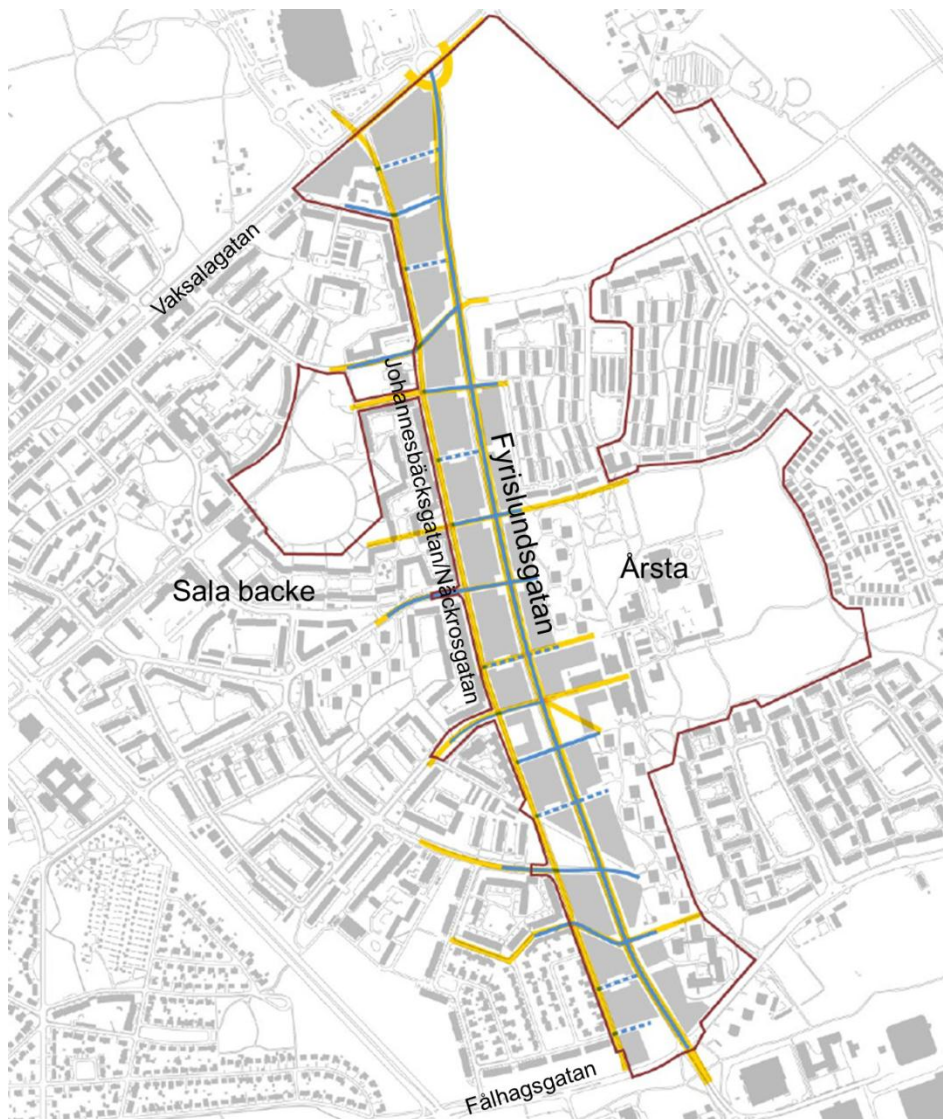 Vaksalagatan
Johannesbäcksgatan/Näckrosgatan
Fyrislundsgatan
Årsta
Sala backe
Fålhagsgatan